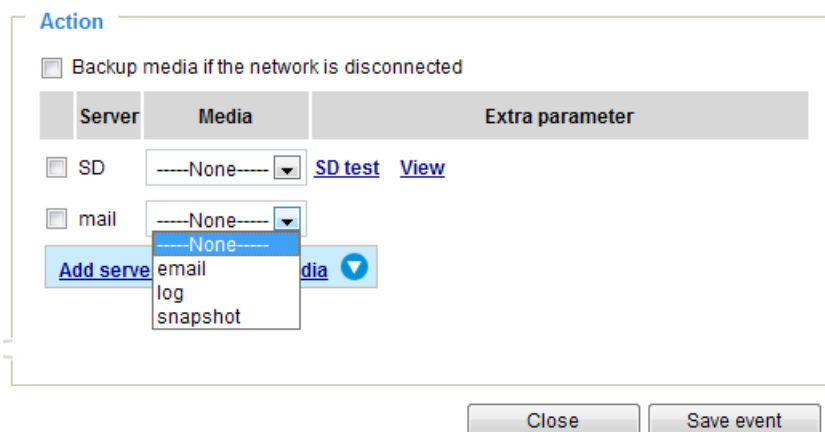 Action
Backup media if the network is disconnected
Server Media Extra parameter
SD -----None----- SD test View
mail -----None-----
-----None-----
Add serve dia
email
log
snapshot
Close Save event